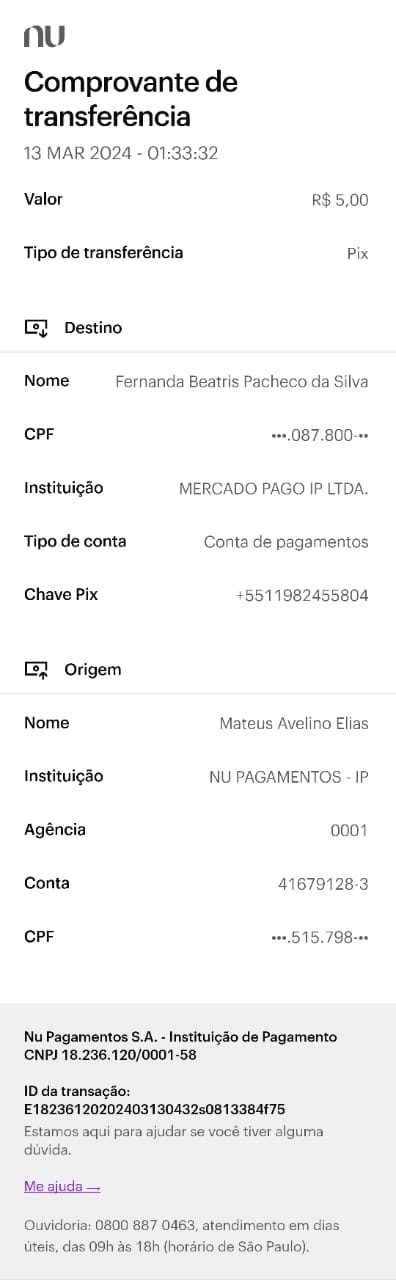 nu
Comprovante de
transferência
13 MAR 2024 - 01:33:32
Valor R$ 5,00
Tipo de transferência Pix
Destino
Nome Fernanda Beatris Pacheco da Silva
CPF •••.087.800-••
Instituição MERCADO PAGO IP LTDA.
Tipo de conta Conta de pagamentos
Chave Pix +5511982455804
Origem
Nome Mateus Avelino Elias
Instituição NU PAGAMENTOS - IP
Agência 0001
Conta 41679128-3
CPF •••.515.798-••
Nu Pagamentos S.A. - Instituição de Pagamento
CNPJ 18.236.120/0001-58
ID da transação:
E18236120202403130432s0813384f75
Estamos aqui para ajudar se você tiver alguma
dúvida.
Me ajuda →
Ouvidoria: 0800 887 0463, atendimento em dias
úteis, das 09h às 18h (horário de São Paulo).